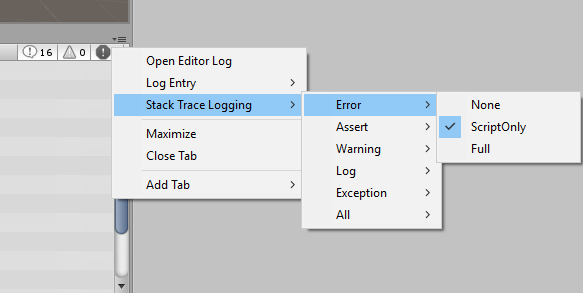 16 0
Open Editor Log
Log Entry
Stack Trace Logging
Maximize
Close Tab
Add Tab
Error
Assert
Warning
Log
Exception
All
None
ScriptOnly
Full